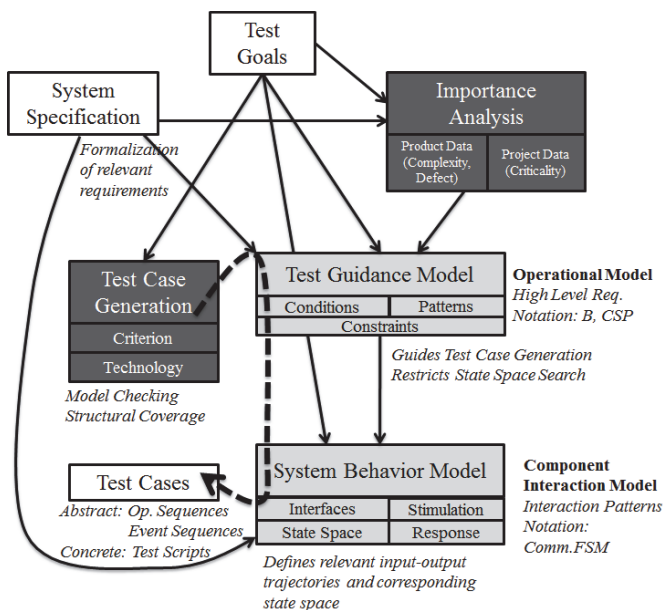 Test
Goals
System
Specification
Importance
Analysis
Product Data
(Complexity,
Defect)
Project Data
(Criticality)
Formalization
of relevant
requirements
Test Case
Generation
Criterion
Technology
Model Checking
Structural Coverage
Test Guidance Model
Conditions
Patterns
Constraints
Operational Model
High Level Req.
Notation: B, CSP
Guides Test Case Generation
Restricts State Space Search
Test Cases
Abstract: Op. Sequences
Event Sequences
Concrete: Test Scripts
System Behavior Model
Interfaces
Stimulation
State Space
Response
Component
Interaction Model
Interaction Patterns
Notation:
Comm.FSM
Defines relevant input-output
trajectories and corresponding
state space